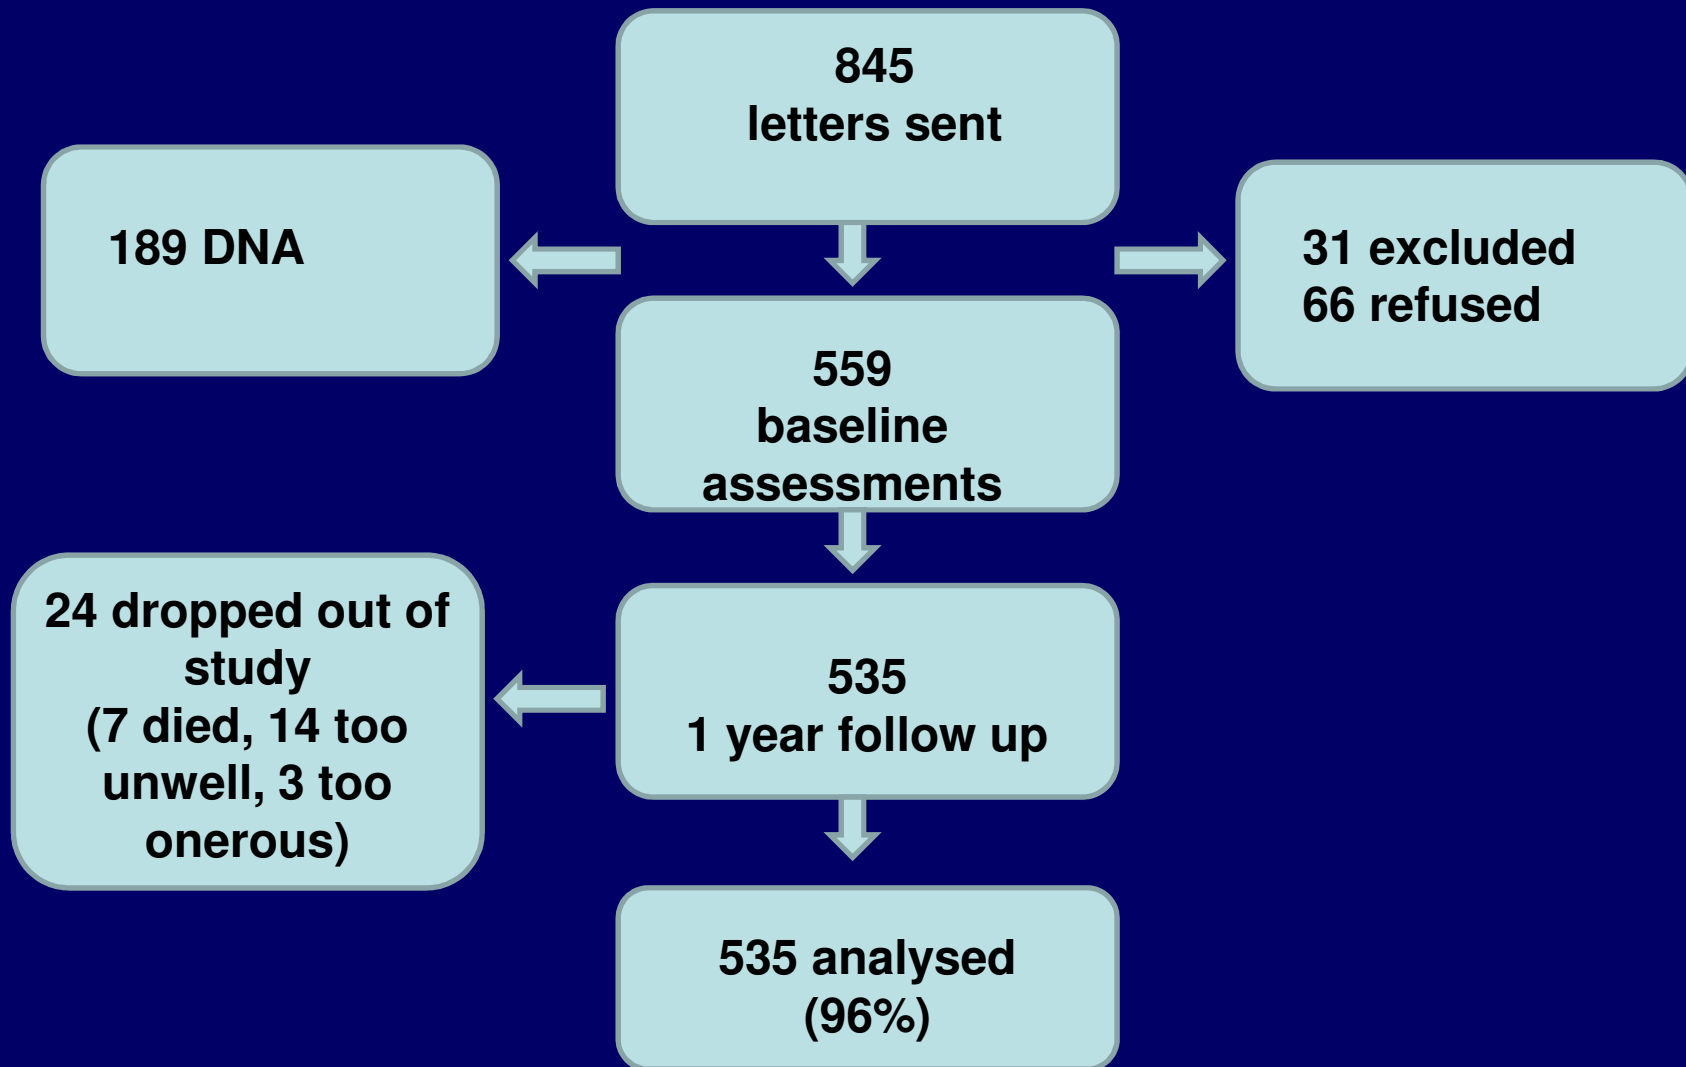 845
letters sent
189 DNA
31 excluded
66 refused
559
baseline
assessments
24 dropped out of
study
(7 died, 14 too
unwell, 3 too
onerous)
535
1 year follow up
535 analysed
(96%)